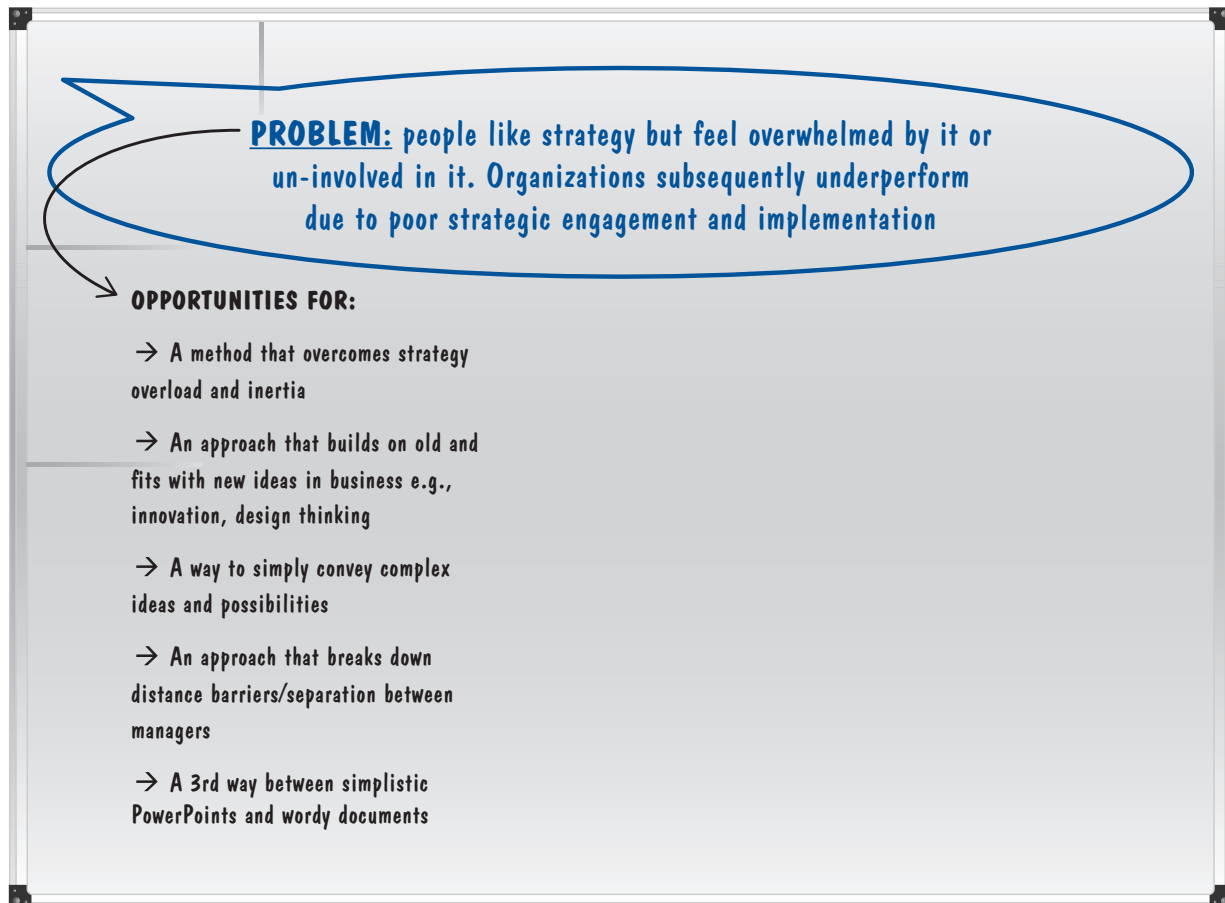 PROBLEM: people like strategy but feel overwhelmed by it or
un-involved in it. Organizations subsequently underperform
due to poor strategic engagement and implementation
OPPORTUNITIES FOR:
→ A method that overcomes strategy
overload and inertia
→ An approach that builds on old and
fits with new ideas in business e.g.,
innovation, design thinking
→ A way to simply convey complex
ideas and possibilities
→ An approach that breaks down
distance barriers/separation between
managers
→ A 3rd way between simplistic
PowerPoints and wordy documents